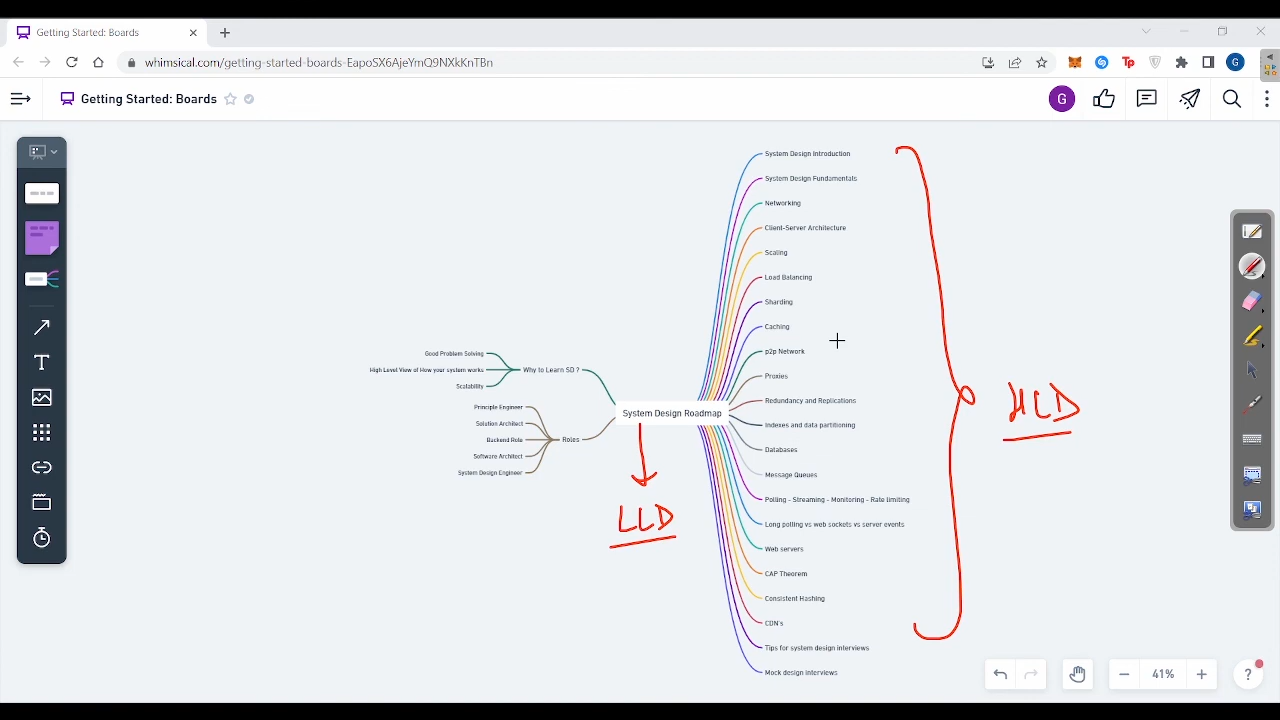 Getting Started: Boards
whimsical.com/getting-started-boards-EapoSX6AjeYmTQ9NXkKnTBn
Getting Started: Boards
G
System Design Introduction
System Design Fundamentals
Networking
Client-Server Architecture
Scaling
Load Balancing
Sharding
Caching
p2p Network
Proxies
Redundancy and Replications
Indexes and data partitioning
Databases
Message Queues
Polling - Streaming - Monitoring - Rate limiting
Long polling vs web sockets vs server events
Web servers
CAP Theorem
Consistent Hashing
CDN's
Tips for system design interviews
Mock design interviews
Good Problem Solving
High Level View of How your system works
Scalability
Why to Learn SD ?
Principle Engineer
Solution Architect
Backend Role
Software Architect
System Design Engineer
Roles
System Design Roadmap
LLD
HLD
41%